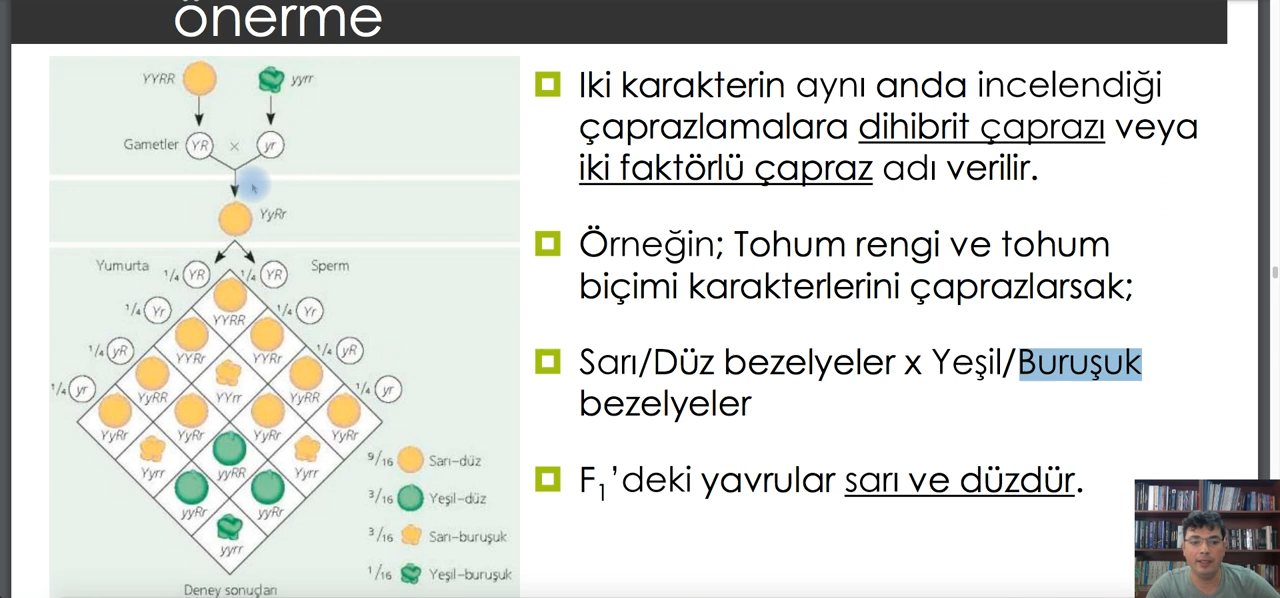 önerme
YYRR
yyrr
Gametler YR × yr
YyRr
Yumurta
Sperm
1/4 YR 1/4 YR
1/4 Yr 1/4 Yr
1/4 yR 1/4 yR
1/4 yr 1/4 yr
YYRR
YYRr YYRr
YyRR YYrr YyRR
YyRr YyRr YyRr YyRr
Yyrr yyRR Yyrr
yyRr yyRr
yyrr
9/16 Sarı-düz
3/16 Yeşil-düz
3/16 Sarı-buruşuk
1/16 Yeşil-buruşuk
Deney sonuçları
Iki karakterin aynı anda incelendiği
çaprazlamalara dihibrit çaprazı veya
iki faktörlü çapraz adı verilir.
Örneğin; Tohum rengi ve tohum
biçimi karakterlerini çaprazlarsak;
Sarı/Düz bezelyeler x Yeşil/Buruşuk
bezelyeler
F1 'deki yavrular sarı ve düzdür.